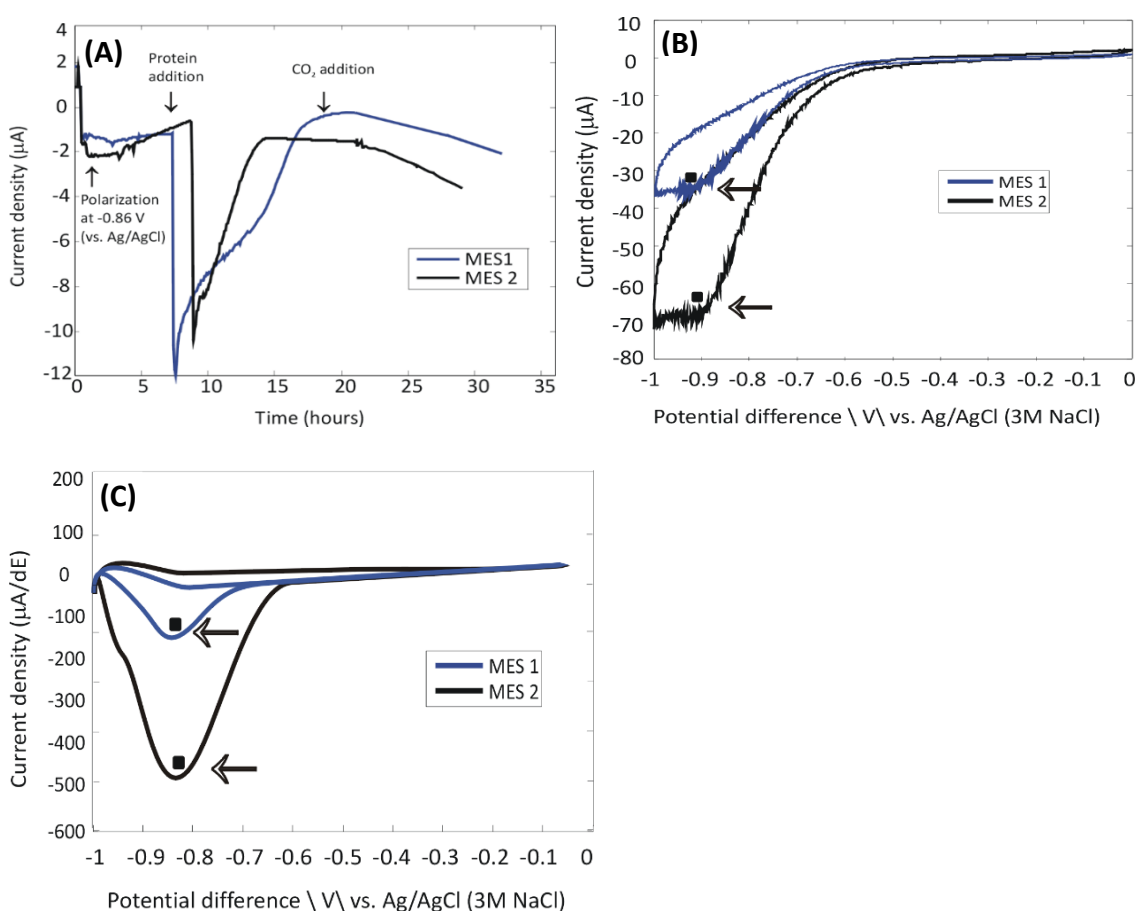 (A)
4
2
0
-2
-4
-6
-8
-10
-12
Current density (μA)
Protein
addition
CO₂ addition
Polarization
at -0.86 V
(vs. Ag/AgCl)
MES1
MES 2
0 5 10 15 20 25 30 35
Time (hours)
(B)
10
0
-10
-20
-30
-40
-50
-60
-70
-80
Current density (μA)
MES 1
MES 2
-1 -0.9 -0.8 -0.7 -0.6 -0.5 -0.4 -0.3 -0.2 -0.1 0
Potential difference \ V\ vs. Ag/AgCl (3M NaCl)
(C)
200
100
0
-100
-200
-300
-400
-500
-600
Current density (μA/dE)
MES 1
MES 2
-1 -0.9 -0.8 -0.7 -0.6 -0.5 -0.4 -0.3 -0.2 -0.1 0
Potential difference \ V\ vs. Ag/AgCl (3M NaCl)